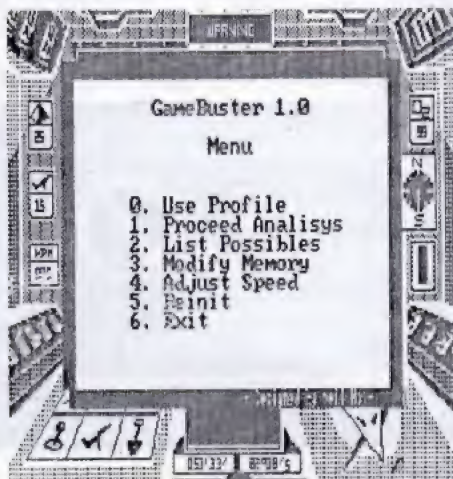 WARNING
GameBuster 1.0
Menu
0. Use Profile
1. Proceed Analisys
2. List Possibles
3. Modify Memory
4. Adjust Speed
5. Reinit
6. Exit
N
S
15